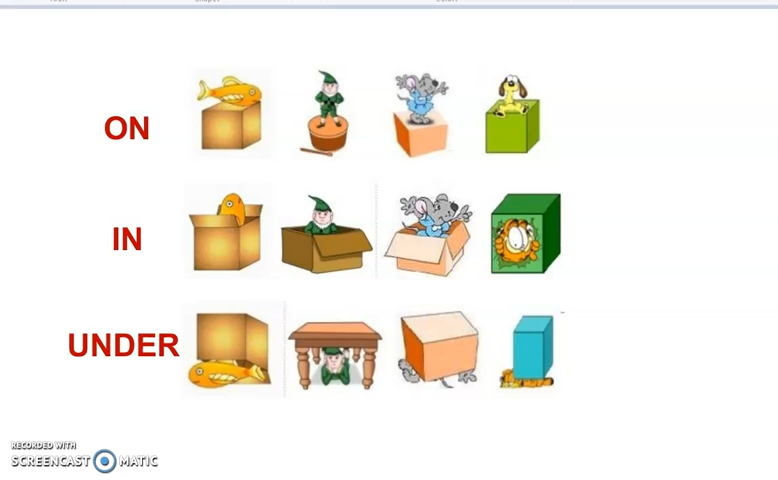 ON
IN
UNDER
RECORDED WITH
SCREENCAST MATIC